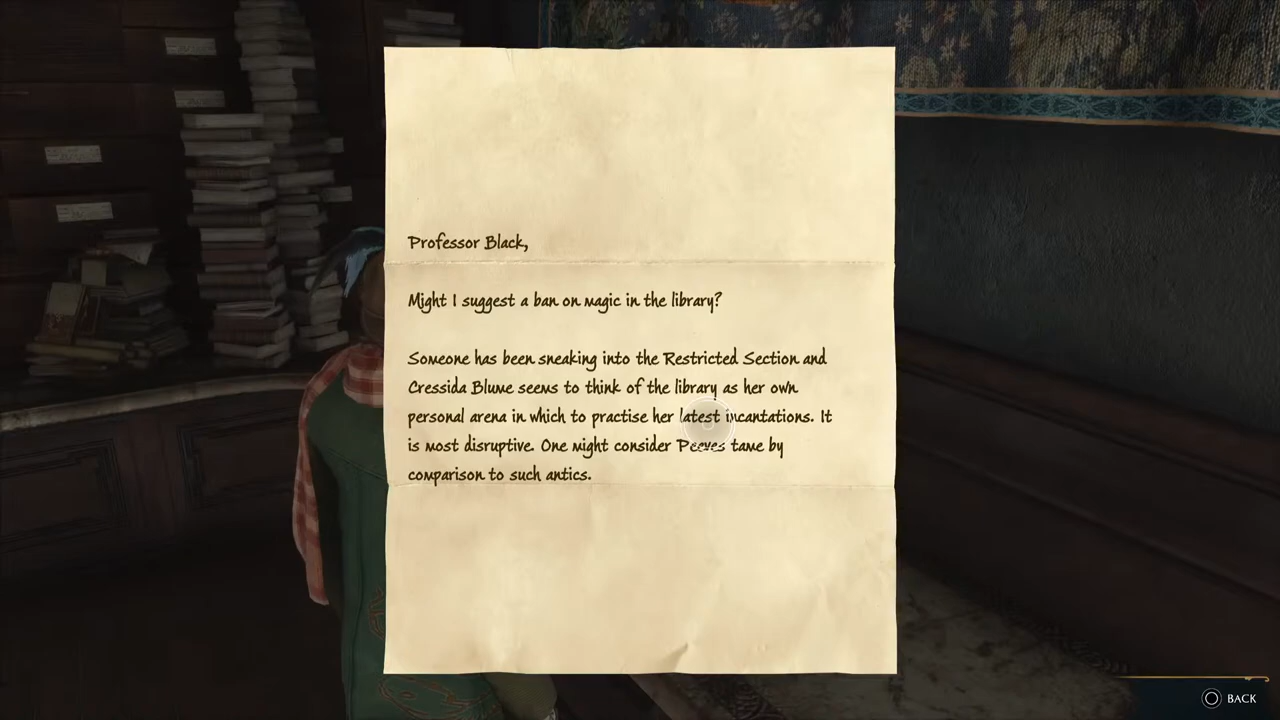 Professor Black,
Might I suggest a ban on magic in the library?
Someone has been sneaking into the Restricted Section and
Cressida Blume seems to think of the library as her own
personal arena in which to practise her latest incantations. It
is most disruptive. One might consider Peeves tame by
comparison to such antics.
BACK